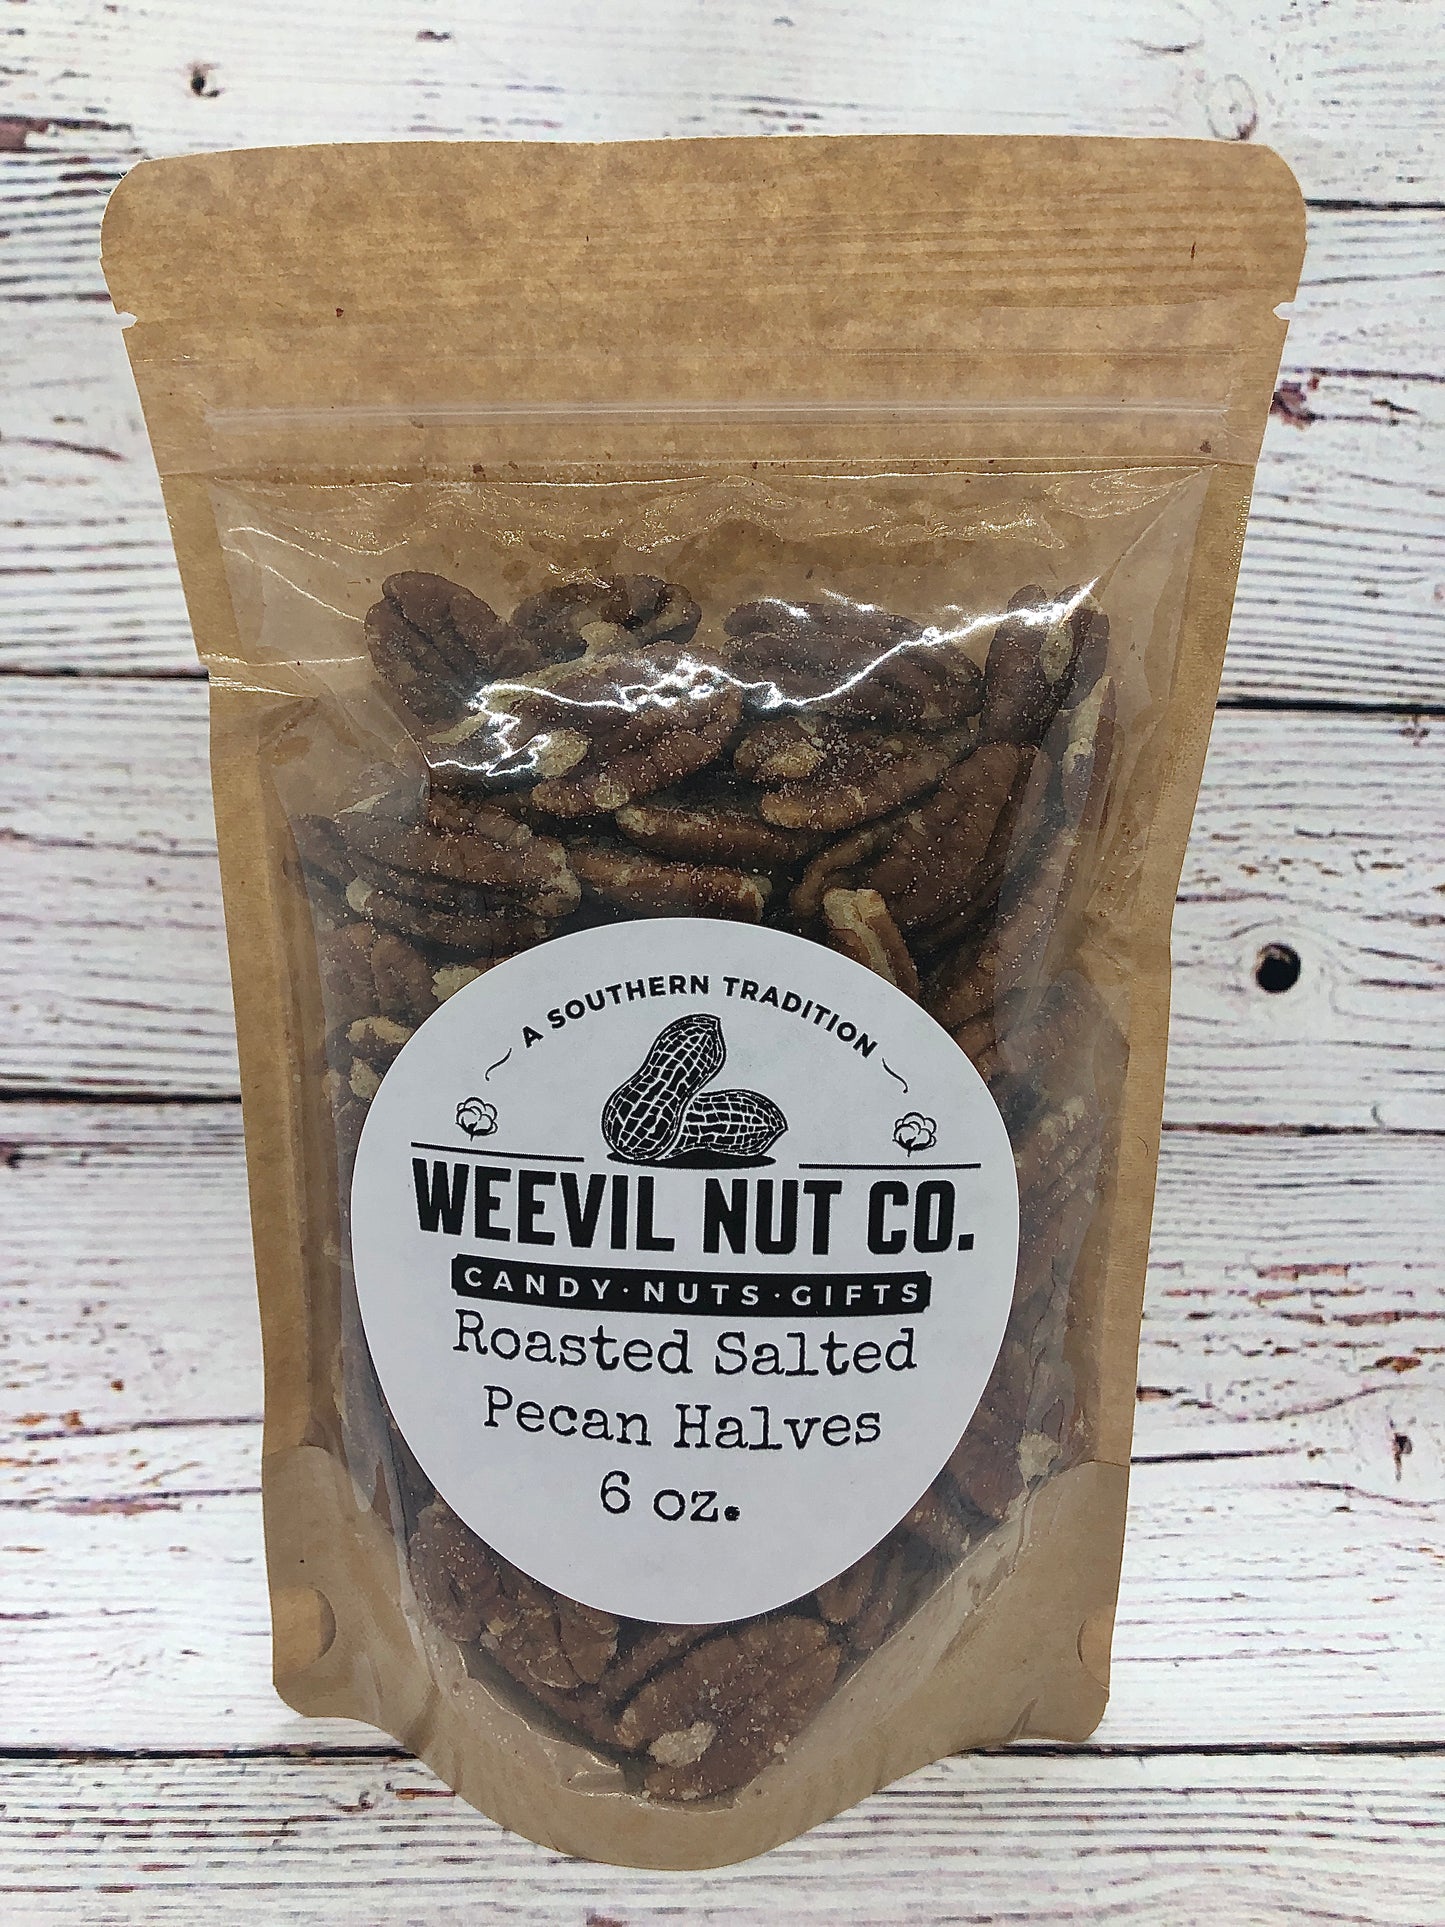 A SOUTHERN TRADITION
WEEVIL NUT CO.
CANDY·NUTS·GIFTS
Roasted Salted
Pecan Halves
6 oz.